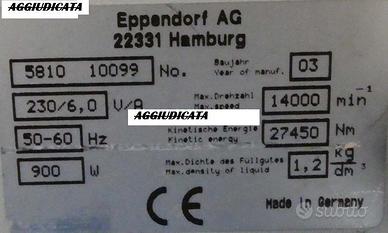 AGGIUDICATA
Eppendorf AG
22331 Hamburg
5810 10099 No. Baujahr Year of manuf. 03
230/6,0 V/A Max.Drehzahl Max.speed 14000 min⁻¹
AGGIUDICATA
50-60 Hz Kinetische Energie Kinetic energy 27450 Nm
900 W Max.Dichte des Füllgutes Max.density of liquid 1,2 kg/dm³
CE Made in Germany
subito